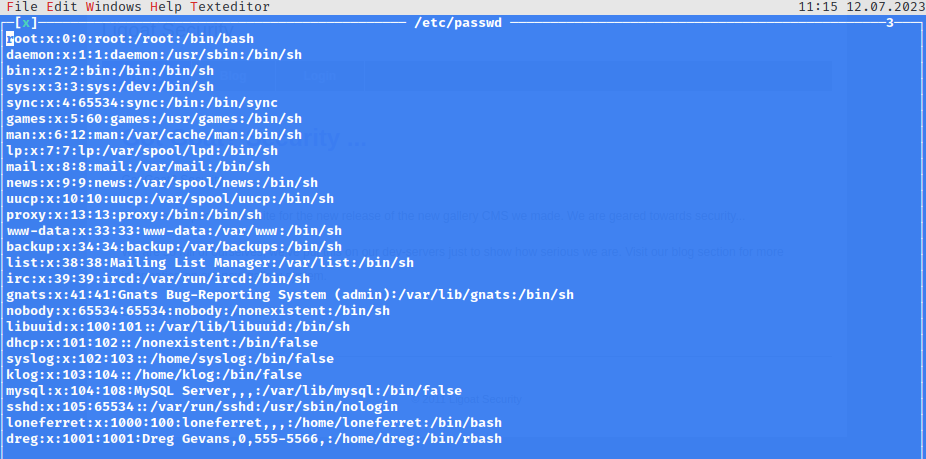 File Edit Windows Help Texteditor 11:15 12.07.2023
[x] /etc/passwd 3
root:x:0:0:root:/root:/bin/bash
daemon:x:1:1:daemon:/usr/sbin:/bin/sh
bin:x:2:2:bin:/bin:/bin/sh
sys:x:3:3:sys:/dev:/bin/sh
sync:x:4:65534:sync:/bin:/bin/sync
games:x:5:60:games:/usr/games:/bin/sh
man:x:6:12:man:/var/cache/man:/bin/sh
lp:x:7:7:lp:/var/spool/lpd:/bin/sh
mail:x:8:8:mail:/var/mail:/bin/sh
news:x:9:9:news:/var/spool/news:/bin/sh
uucp:x:10:10:uucp:/var/spool/uucp:/bin/sh
proxy:x:13:13:proxy:/bin:/bin/sh
www-data:x:33:33:www-data:/var/www:/bin/sh
backup:x:34:34:backup:/var/backups:/bin/sh
list:x:38:38:Mailing List Manager:/var/list:/bin/sh
irc:x:39:39:ircd:/var/run/ircd:/bin/sh
gnats:x:41:41:Gnats Bug-Reporting System (admin):/var/lib/gnats:/bin/sh
nobody:x:65534:65534:nobody:/nonexistent:/bin/sh
libuuid:x:100:101::/var/lib/libuuid:/bin/sh
dhcp:x:101:102::/nonexistent:/bin/false
syslog:x:102:103::/home/syslog:/bin/false
klog:x:103:104::/home/klog:/bin/false
mysql:x:104:108:MySQL Server,,,:/var/lib/mysql:/bin/false
sshd:x:105:65534::/var/run/sshd:/usr/sbin/nologin
loneferret:x:1000:100:loneferret,,,:/home/loneferret:/bin/bash
dreg:x:1001:1001:Dreg Gevans,0,555-5566,:/home/dreg:/bin/rbash